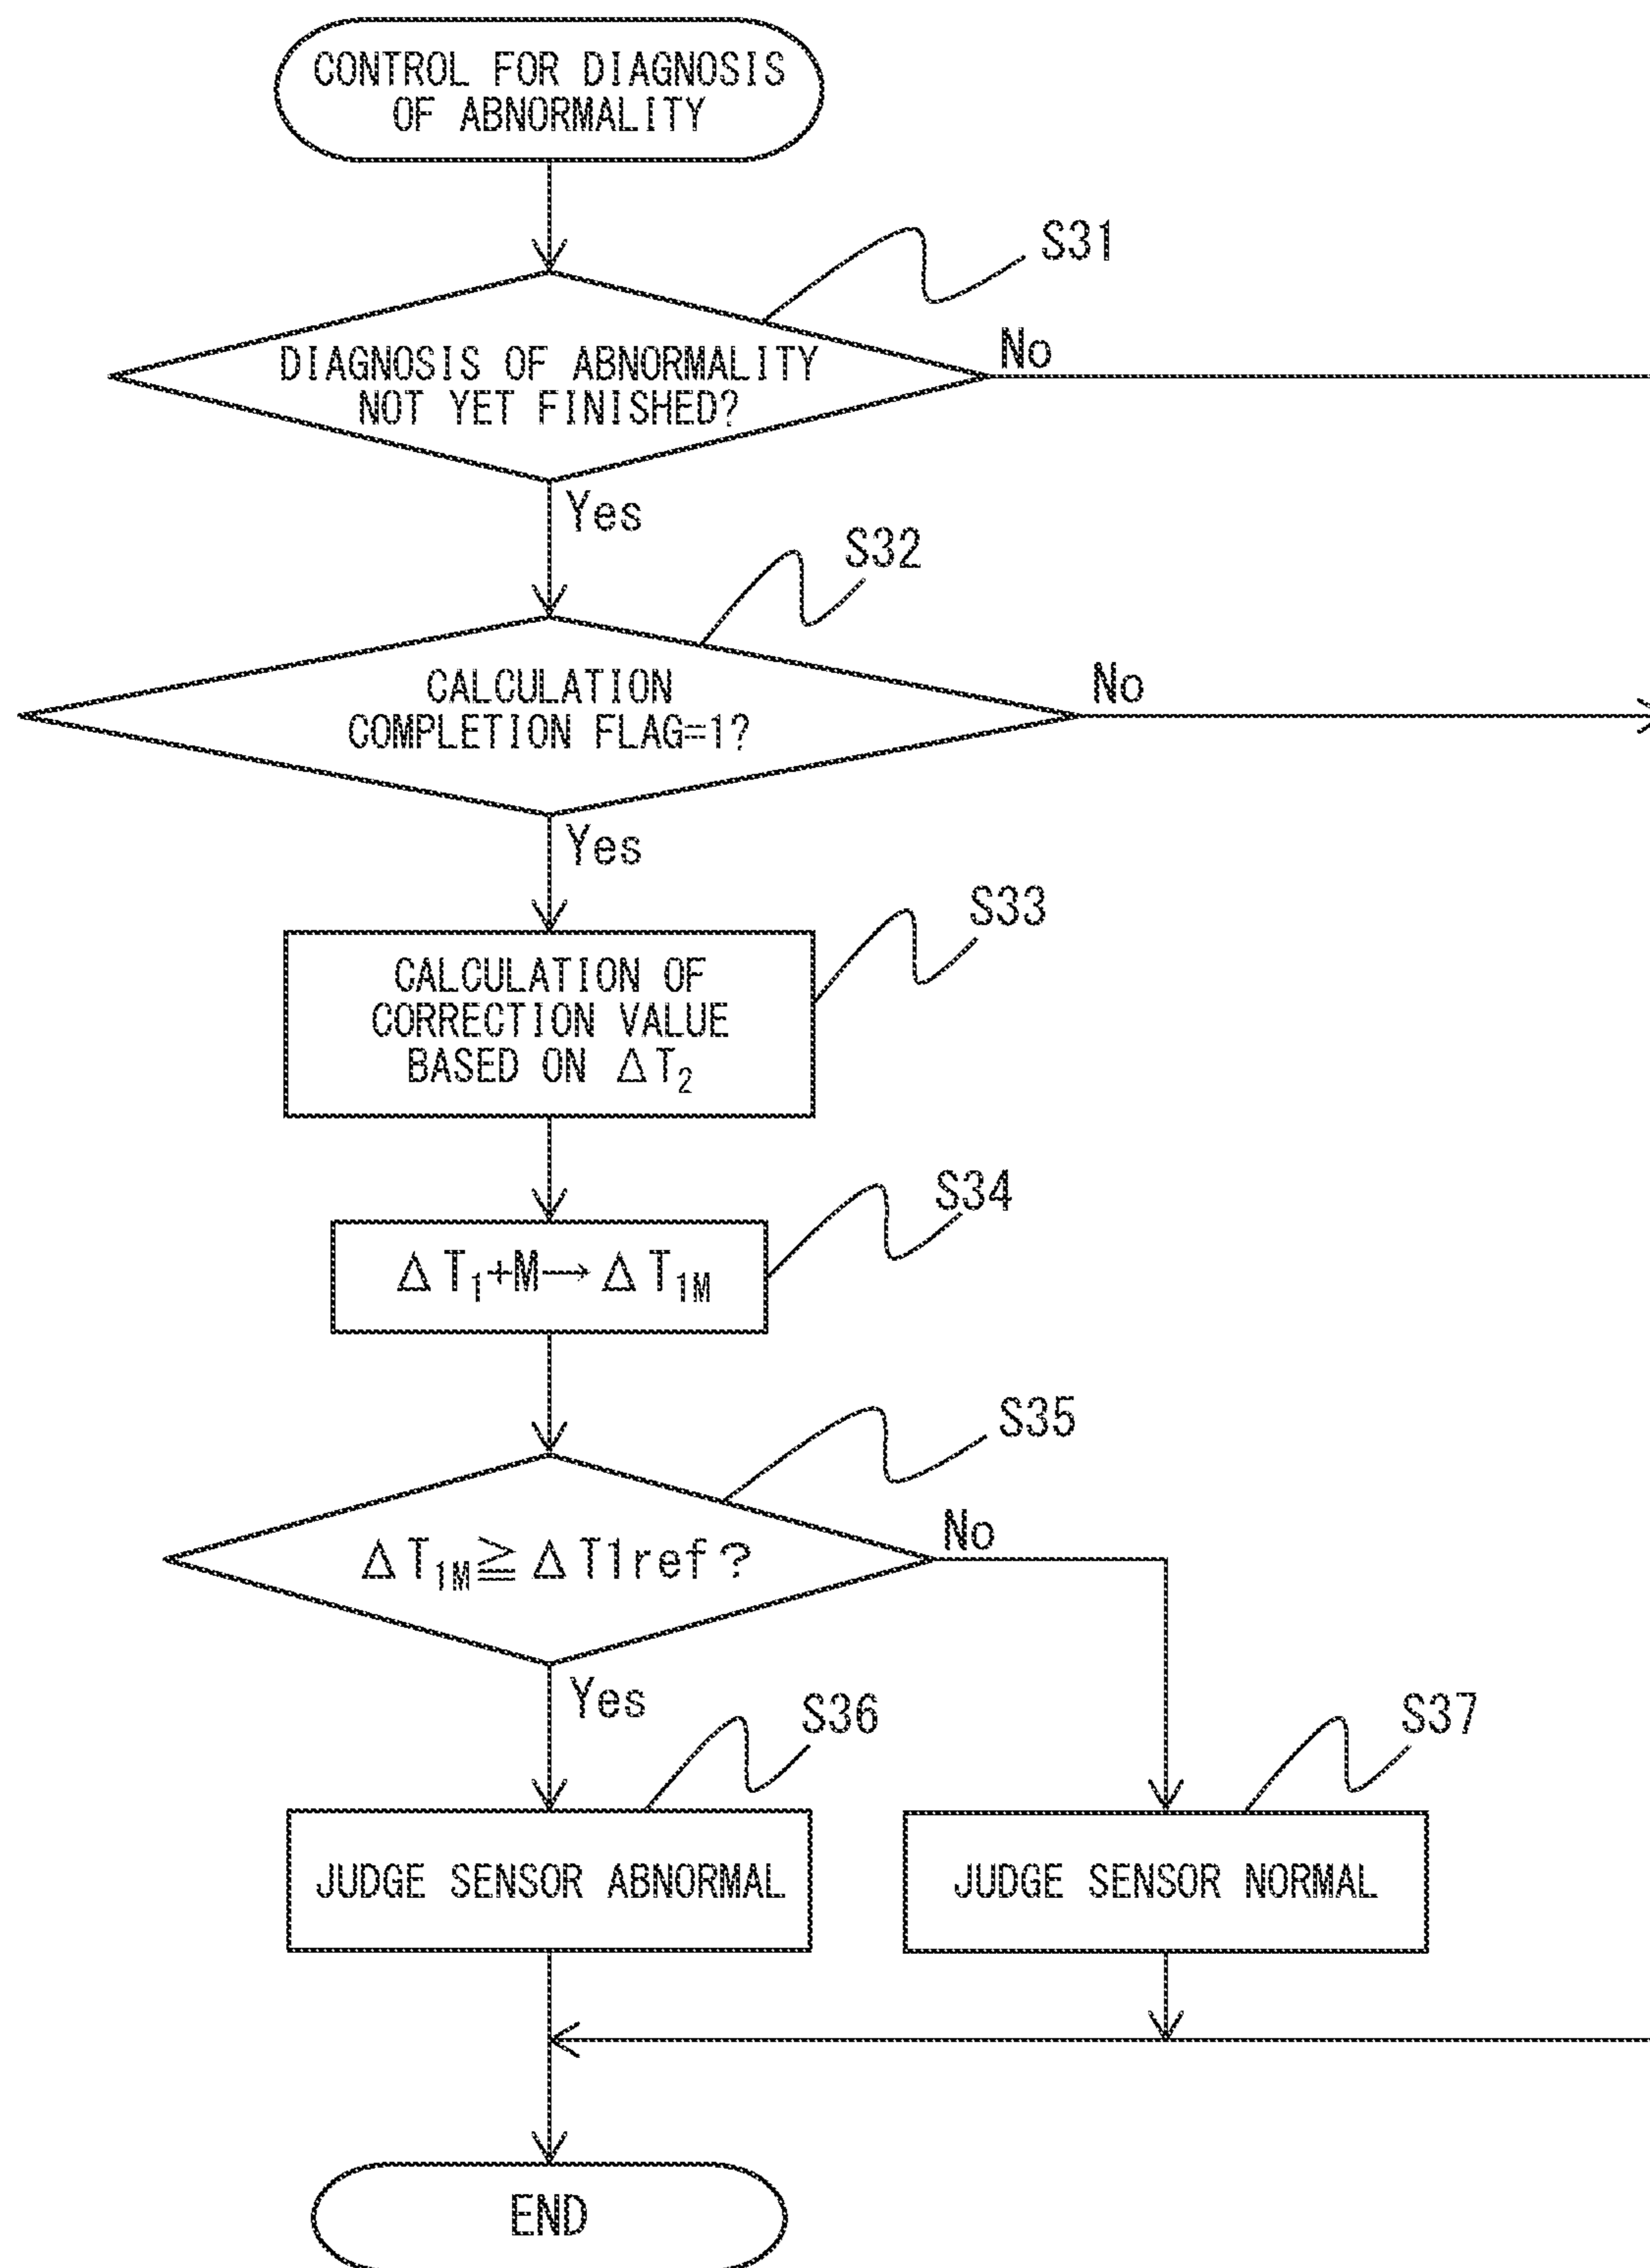 CONTROL FOR DIAGNOSIS
OF ABNORMALITY
S31
DIAGNOSIS OF ABNORMALITY
NOT YET FINISHED?
No
Yes
S32
CALCULATION
COMPLETION FLAG=1?
No
Yes
S33
CALCULATION OF
CORRECTION VALUE
BASED ON ΔT₂
S34
ΔT₁+M→ΔT₁M
S35
ΔT₁M≧ΔT1ref?
No
Yes
S36
JUDGE SENSOR ABNORMAL
S37
JUDGE SENSOR NORMAL
END